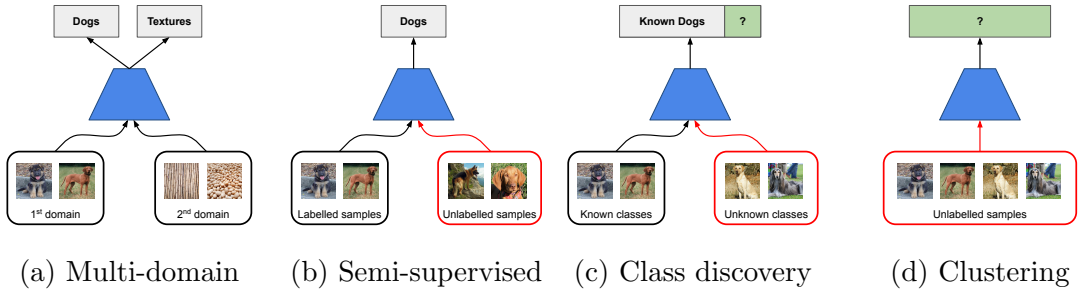 Dogs
Textures
1st domain
2nd domain
(a) Multi-domain
Dogs
Labelled samples
Unlabelled samples
(b) Semi-supervised
Known Dogs
?
Known classes
Unknown classes
(c) Class discovery
?
Unlabelled samples
(d) Clustering